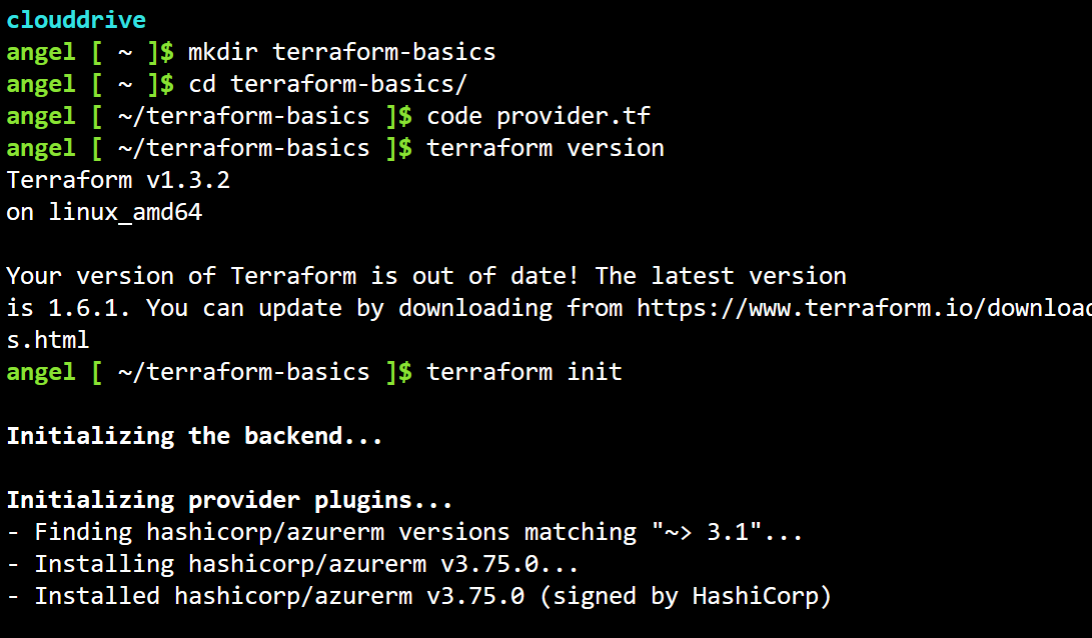 clouddrive
angel [ ~ ]$ mkdir terraform-basics
angel [ ~ ]$ cd terraform-basics/
angel [ ~/terraform-basics ]$ code provider.tf
angel [ ~/terraform-basics ]$ terraform version
Terraform v1.3.2
on linux_amd64
Your version of Terraform is out of date! The latest version
is 1.6.1. You can update by downloading from https://www.terraform.io/download
s.html
angel [ ~/terraform-basics ]$ terraform init
Initializing the backend...
Initializing provider plugins...
- Finding hashicorp/azurerm versions matching "~> 3.1"...
- Installing hashicorp/azurerm v3.75.0...
- Installed hashicorp/azurerm v3.75.0 (signed by HashiCorp)